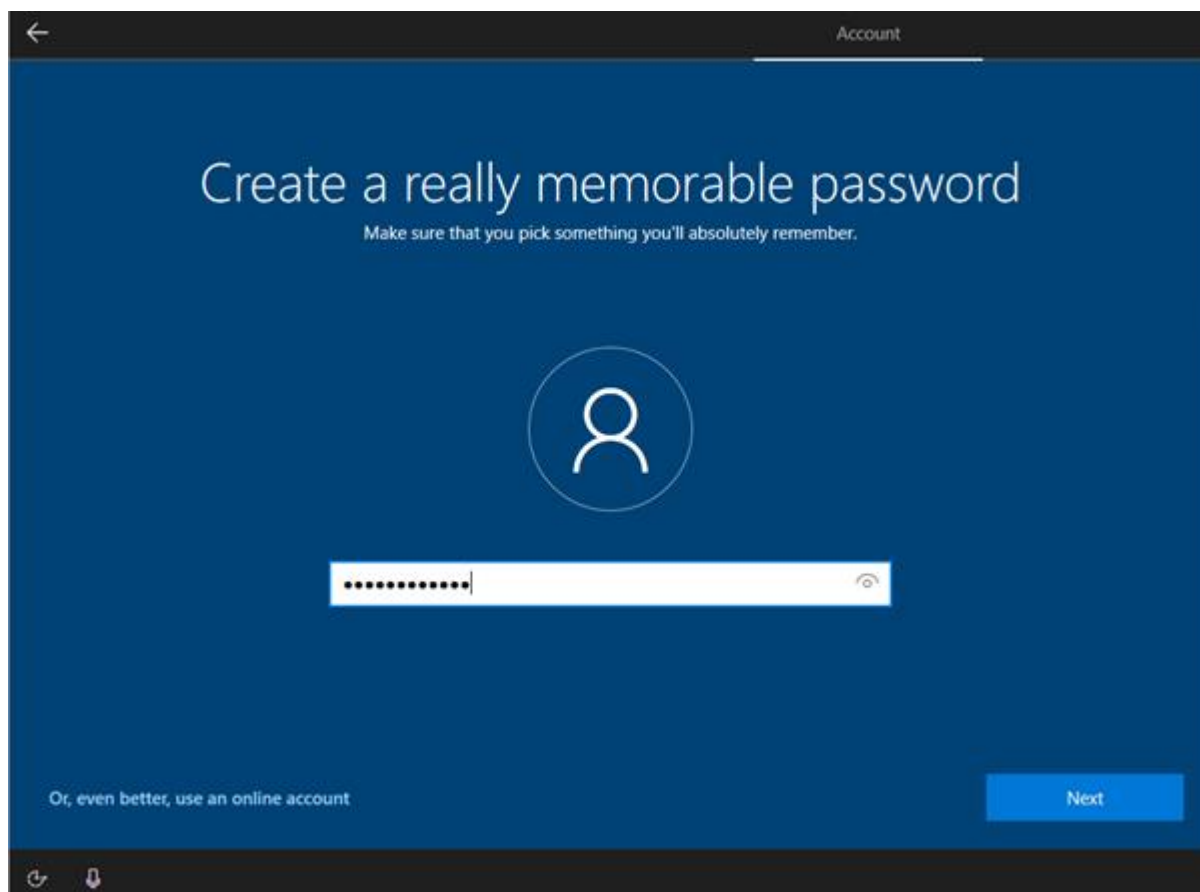 Account
Create a really memorable password
Make sure that you pick something you'll absolutely remember.
••••••••••••
Or, even better, use an online account
Next